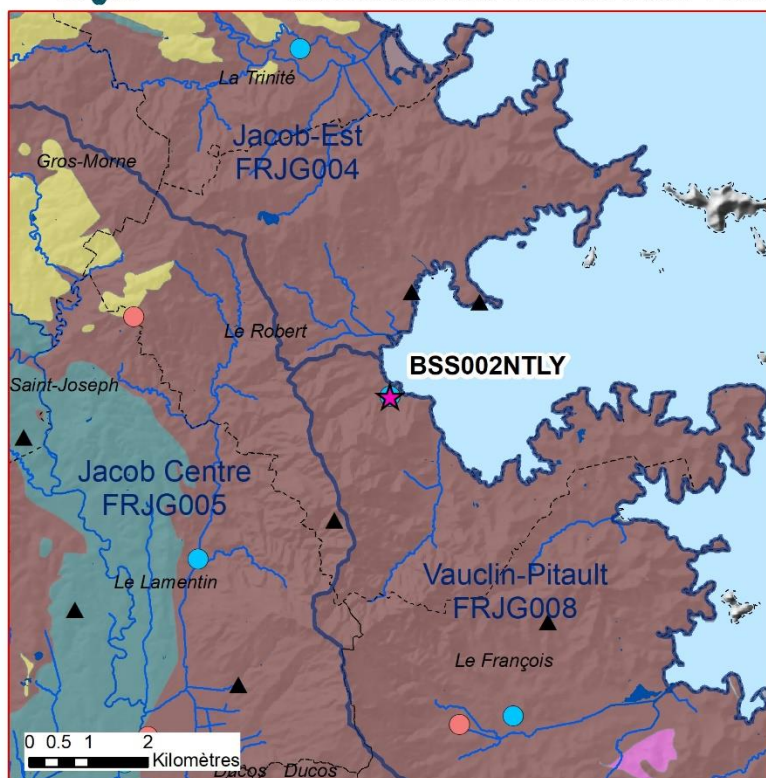 La Trinité
Jacob-Est
FRJG004
Gros-Morne
Le Robert
BSS002NTLY
Saint-Joseph
Jacob Centre
FRJG005
Le Lamentin
Vauclin-Pitault
FRJG008
Le François
0 0.5 1 2
Kilomètres
Ducos Ducos